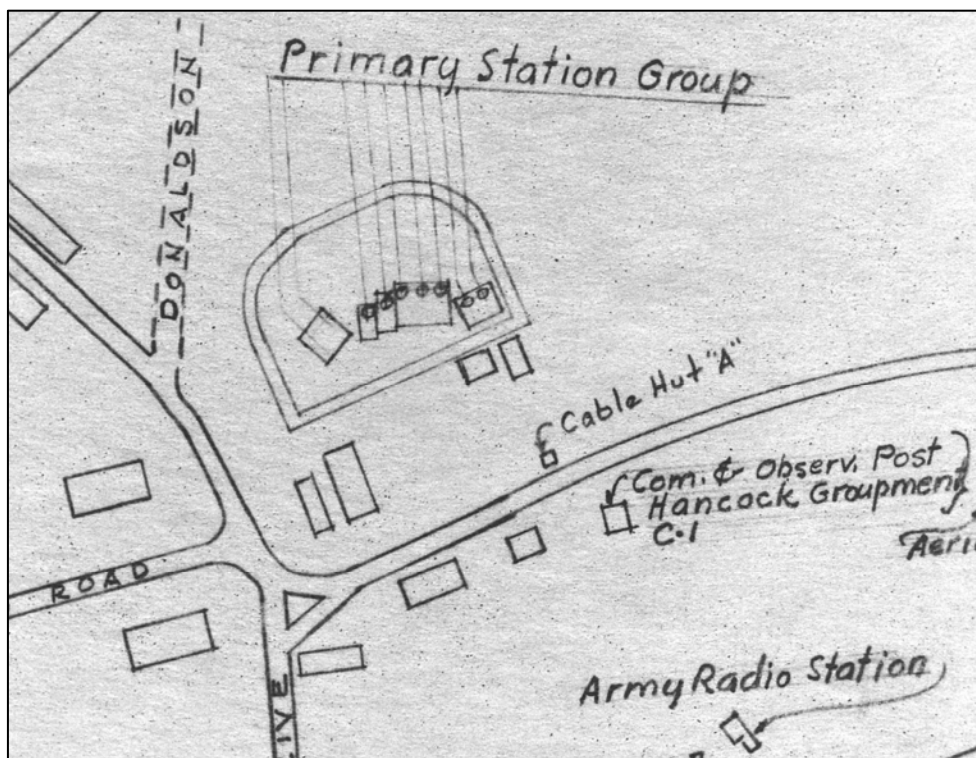 Primary Station Group
DONALDSON
Cable Hut "A"
Com. & Observ. Post
Hancock Groupment
C-1
ROAD
Army Radio Station